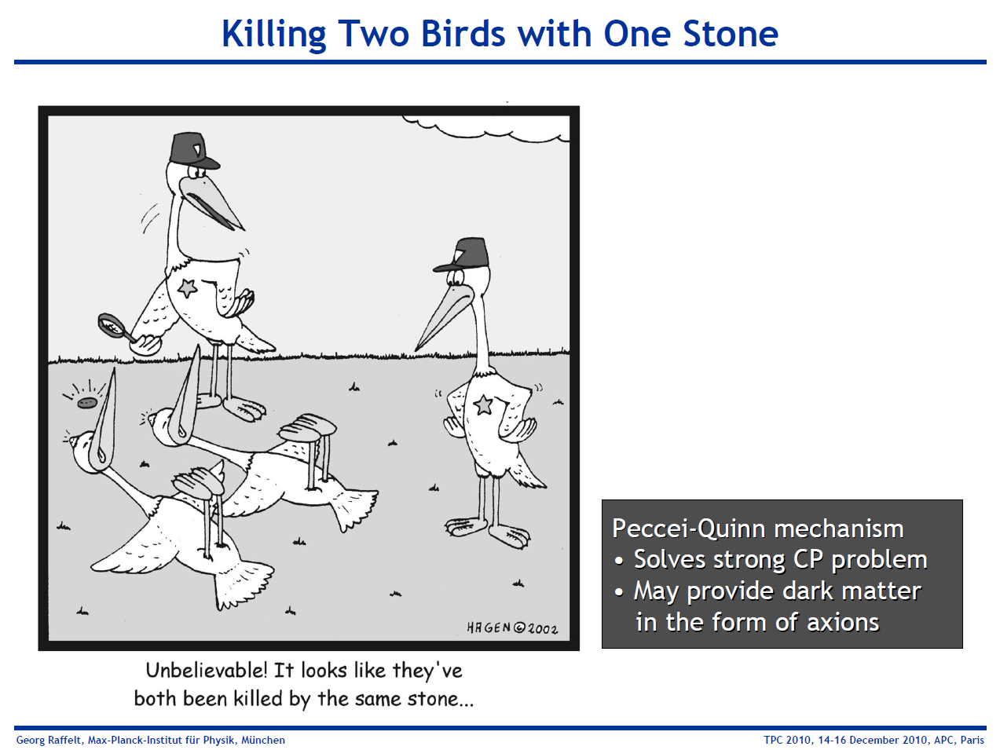 Killing Two Birds with One Stone
HAGEN©2002
Unbelievable! It looks like they've
both been killed by the same stone...
Peccei-Quinn mechanism
• Solves strong CP problem
• May provide dark matter
in the form of axions
Georg Raffelt, Max-Planck-Institut für Physik, München
TPC 2010, 14-16 December 2010, APC, Paris